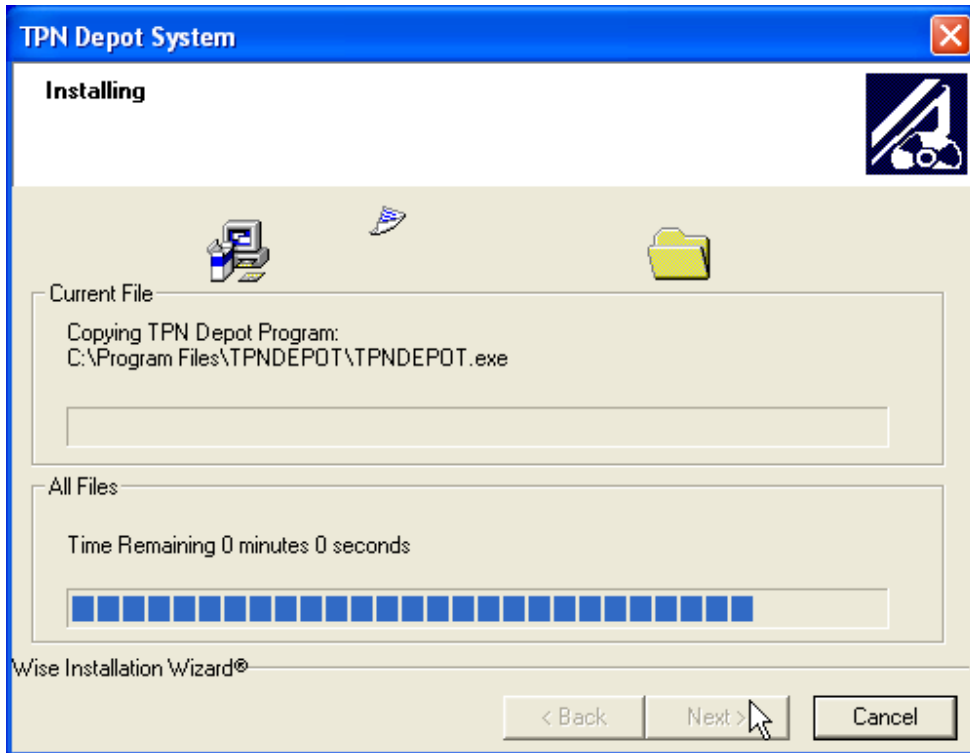 TPN Depot System
Installing
Current File
Copying TPN Depot Program:
C:\Program Files\TPNDEPOT\TPNDEPOT.exe
All Files
Time Remaining 0 minutes 0 seconds
Wise Installation Wizard®
< Back
Next >
Cancel